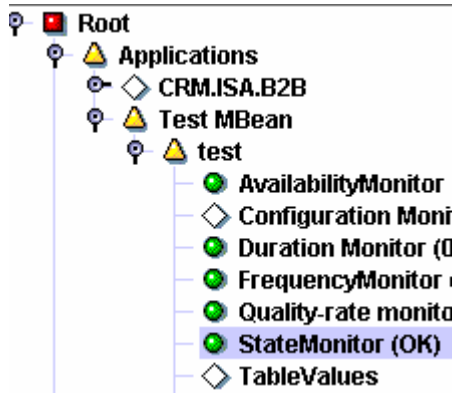 Root
Applications
CRM.ISA.B2B
Test MBean
test
AvailabilityMonitor
Configuration Moni
Duration Monitor (0
FrequencyMonitor
Quality-rate monito
StateMonitor (OK)
TableValues